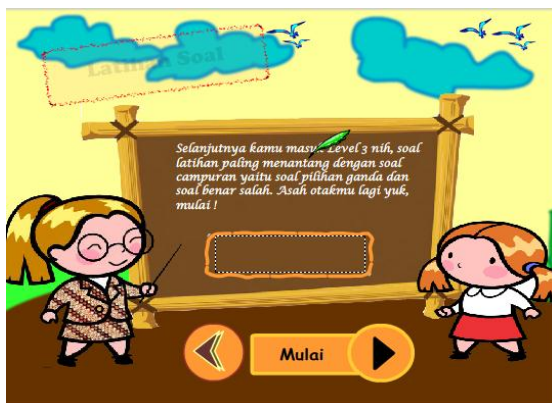 Latihan Soal
Selanjutnya kamu masuk Level 3 nih, soal
latihan paling menantang dengan soal
campuran yaitu soal pilihan ganda dan
soal benar salah. Asah otakmu lagi yuk,
mulai !
Mulai